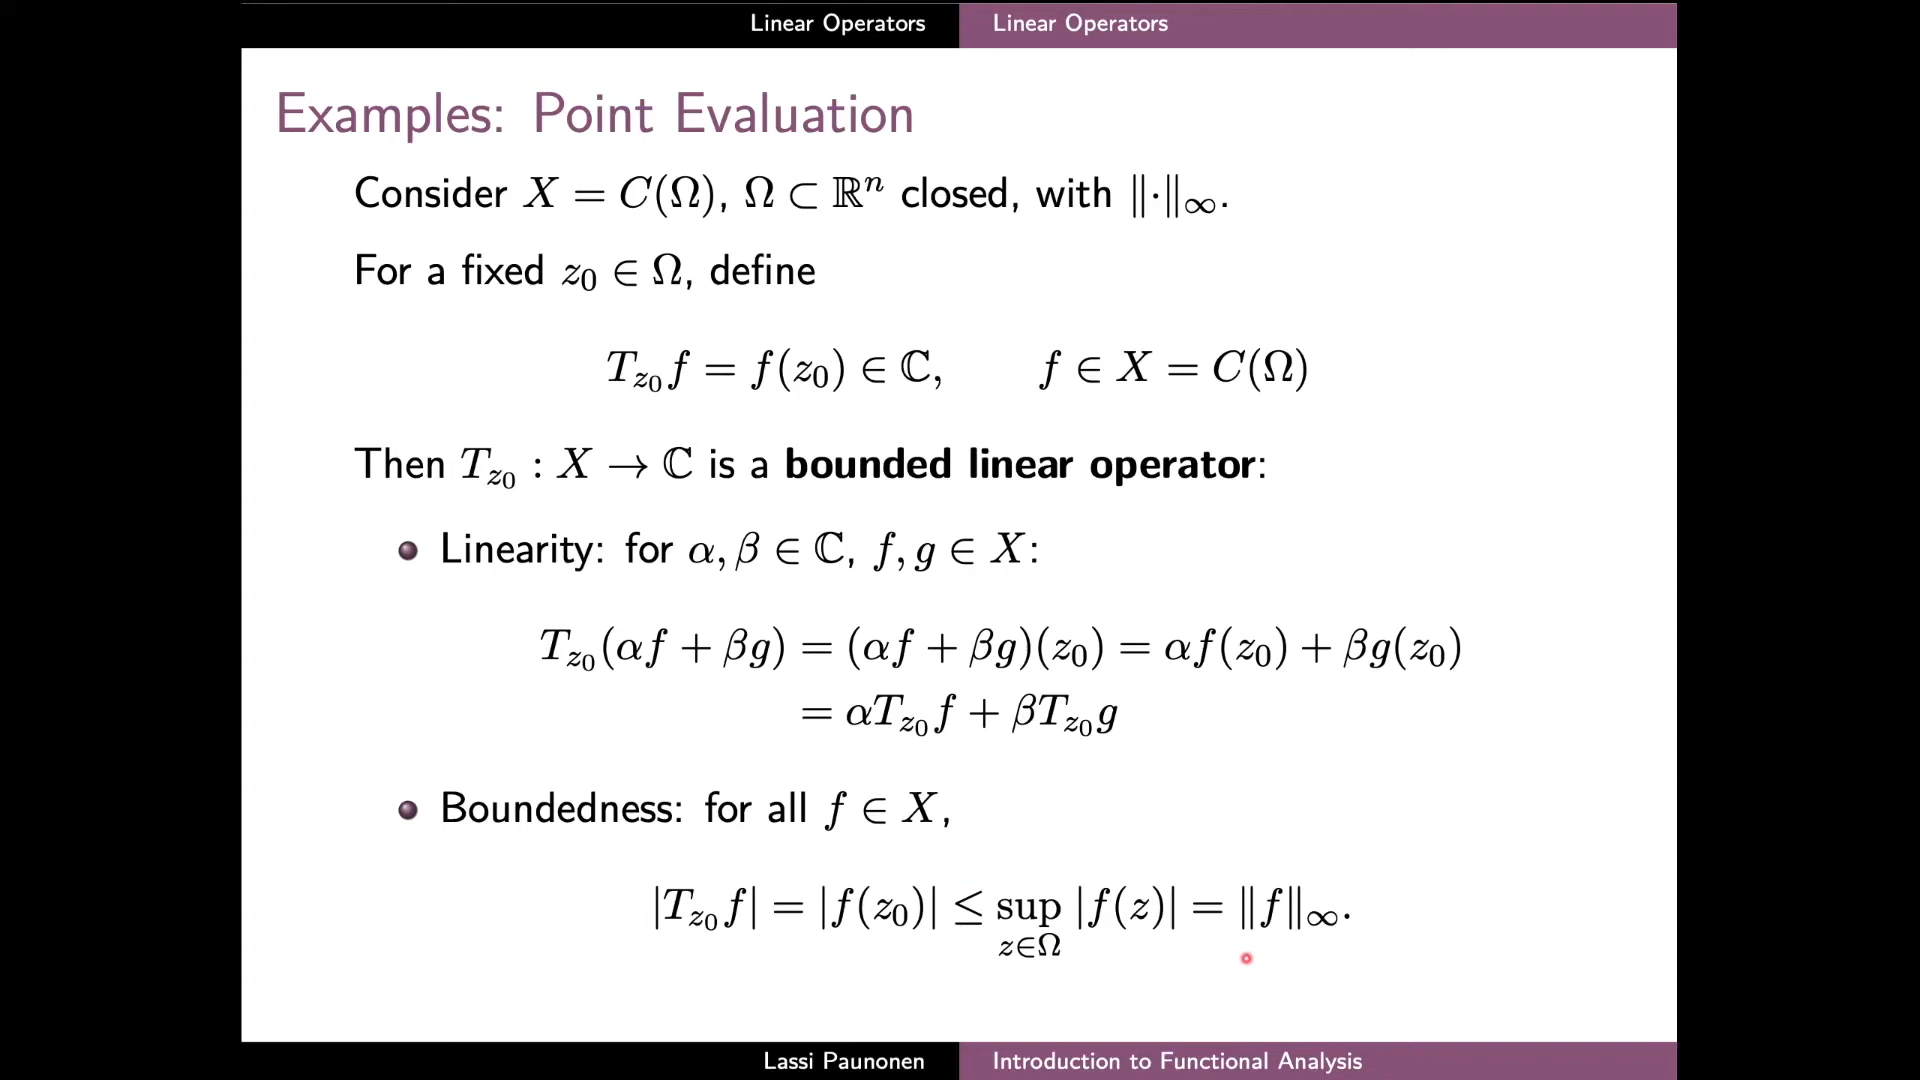 Linear Operators Linear Operators
Examples: Point Evaluation
Consider X = C(Ω), Ω ⊂ ℝⁿ closed, with ‖·‖∞.
For a fixed z₀ ∈ Ω, define
T_{z₀} f = f(z₀) ∈ ℂ, f ∈ X = C(Ω)
Then T_{z₀} : X → ℂ is a bounded linear operator:
Linearity: for α, β ∈ ℂ, f, g ∈ X:
T_{z₀}(αf + βg) = (αf + βg)(z₀) = αf(z₀) + βg(z₀)
= αT_{z₀} f + βT_{z₀} g
Boundedness: for all f ∈ X,
|T_{z₀} f| = |f(z₀)| ≤ sup_{z∈Ω} |f(z)| = ‖f‖∞.
Lassi Paunonen Introduction to Functional Analysis